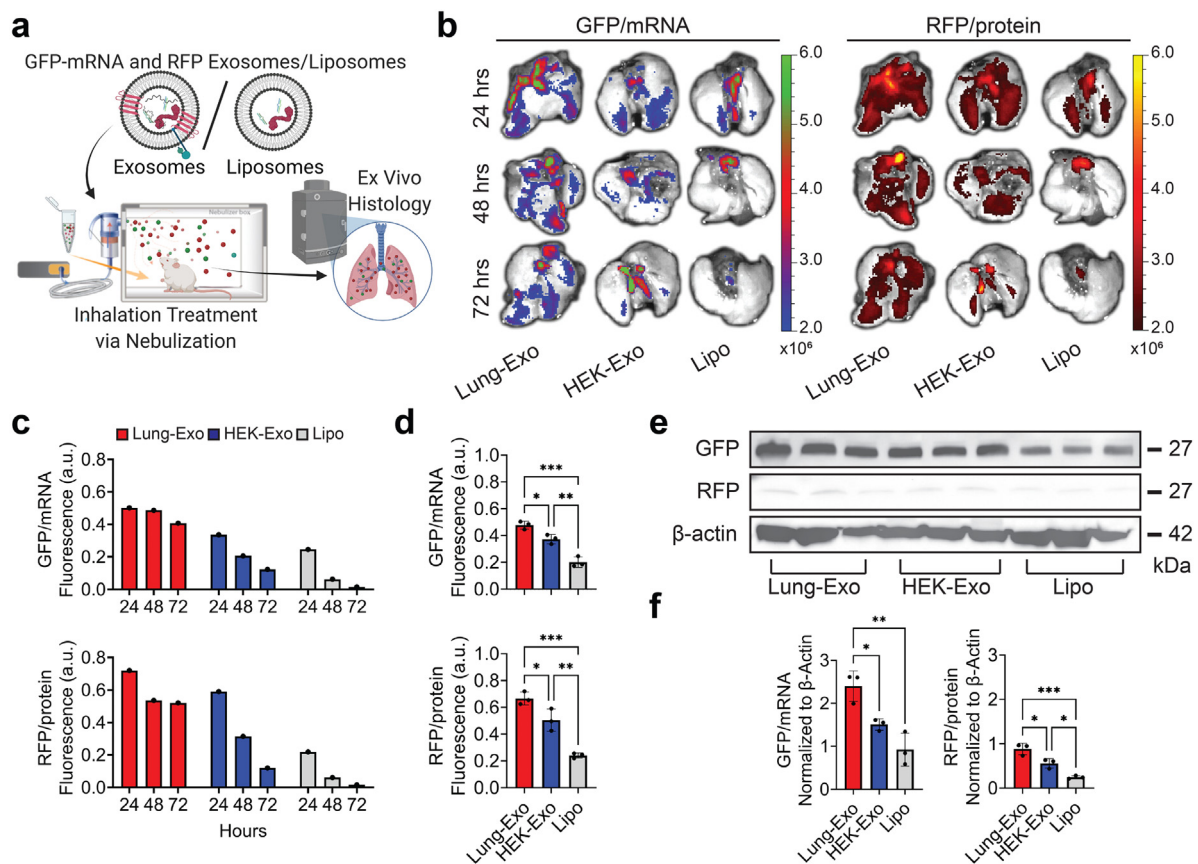 a
GFP-mRNA and RFP Exosomes/Liposomes
Exosomes
Liposomes
Nebulizer box
Ex Vivo
Histology
Inhalation Treatment
via Nebulization
b
GFP/mRNA
RFP/protein
24 hrs
48 hrs
72 hrs
6.0
5.0
4.0
3.0
2.0
x10⁶
6.0
5.0
4.0
3.0
2.0
x10⁶
Lung-Exo
HEK-Exo
Lipo
Lung-Exo
HEK-Exo
Lipo
c
Lung-Exo
HEK-Exo
Lipo
GFP/mRNA
Fluorescence (a.u.)
0.8
0.6
0.4
0.2
0.0
24 48 72
24 48 72
24 48 72
RFP/protein
Fluorescence (a.u.)
0.8
0.6
0.4
0.2
0.0
24 48 72
24 48 72
24 48 72
Hours
d
GFP/mRNA
Fluorescence (a.u.)
1.0
0.8
0.6
0.4
0.2
0.0
***
* **
RFP/protein
Fluorescence (a.u.)
1.0
0.8
0.6
0.4
0.2
0.0
***
* **
Lung-Exo
HEK-Exo
Lipo
e
GFP
27
RFP
27
β-actin
42
kDa
Lung-Exo
HEK-Exo
Lipo
f
GFP/mRNA
Normalized to β-Actin
3
2
1
0
**
*
Lung-Exo
HEK-Exo
Lipo
RFP/protein
Normalized to β-Actin
3
2
1
0
***
* *
Lung-Exo
HEK-Exo
Lipo